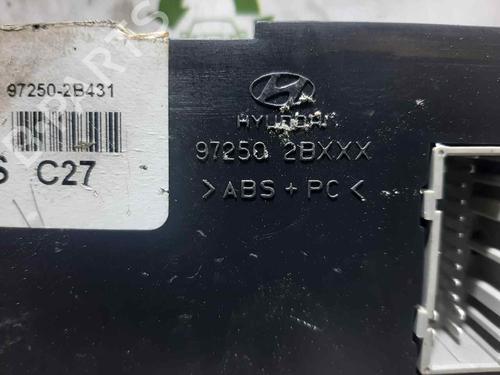 97250-2B431
S C27
HYUNDAI
97250 2BXXX
>ABS+PC<